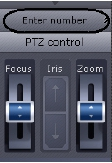 Enter number
PTZ control
Focus Iris Zoom